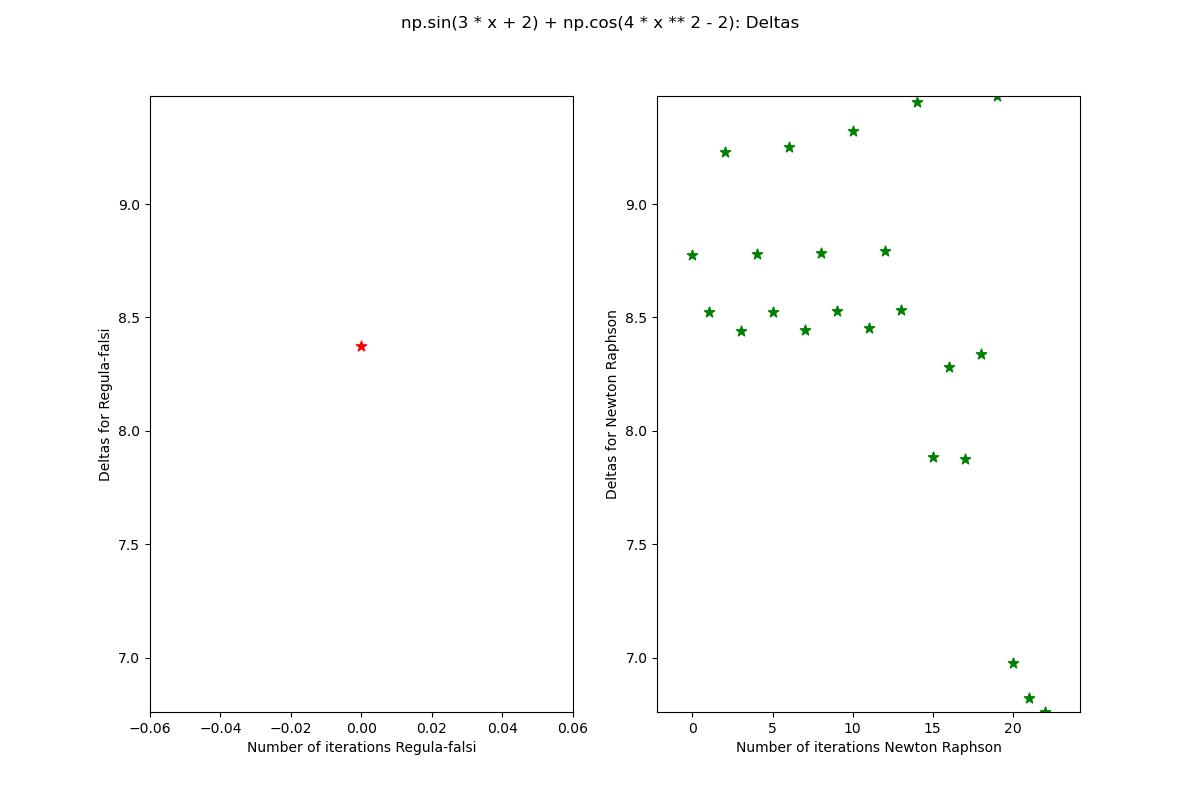 np.sin(3 * x + 2) + np.cos(4 * x ** 2 - 2): Deltas
Deltas for Regula-falsi
9.0
8.5
8.0
7.5
7.0
−0.06 −0.04 −0.02 0.00 0.02 0.04 0.06
Number of iterations Regula-falsi
Deltas for Newton Raphson
9.0
8.5
8.0
7.5
7.0
0 5 10 15 20
Number of iterations Newton Raphson